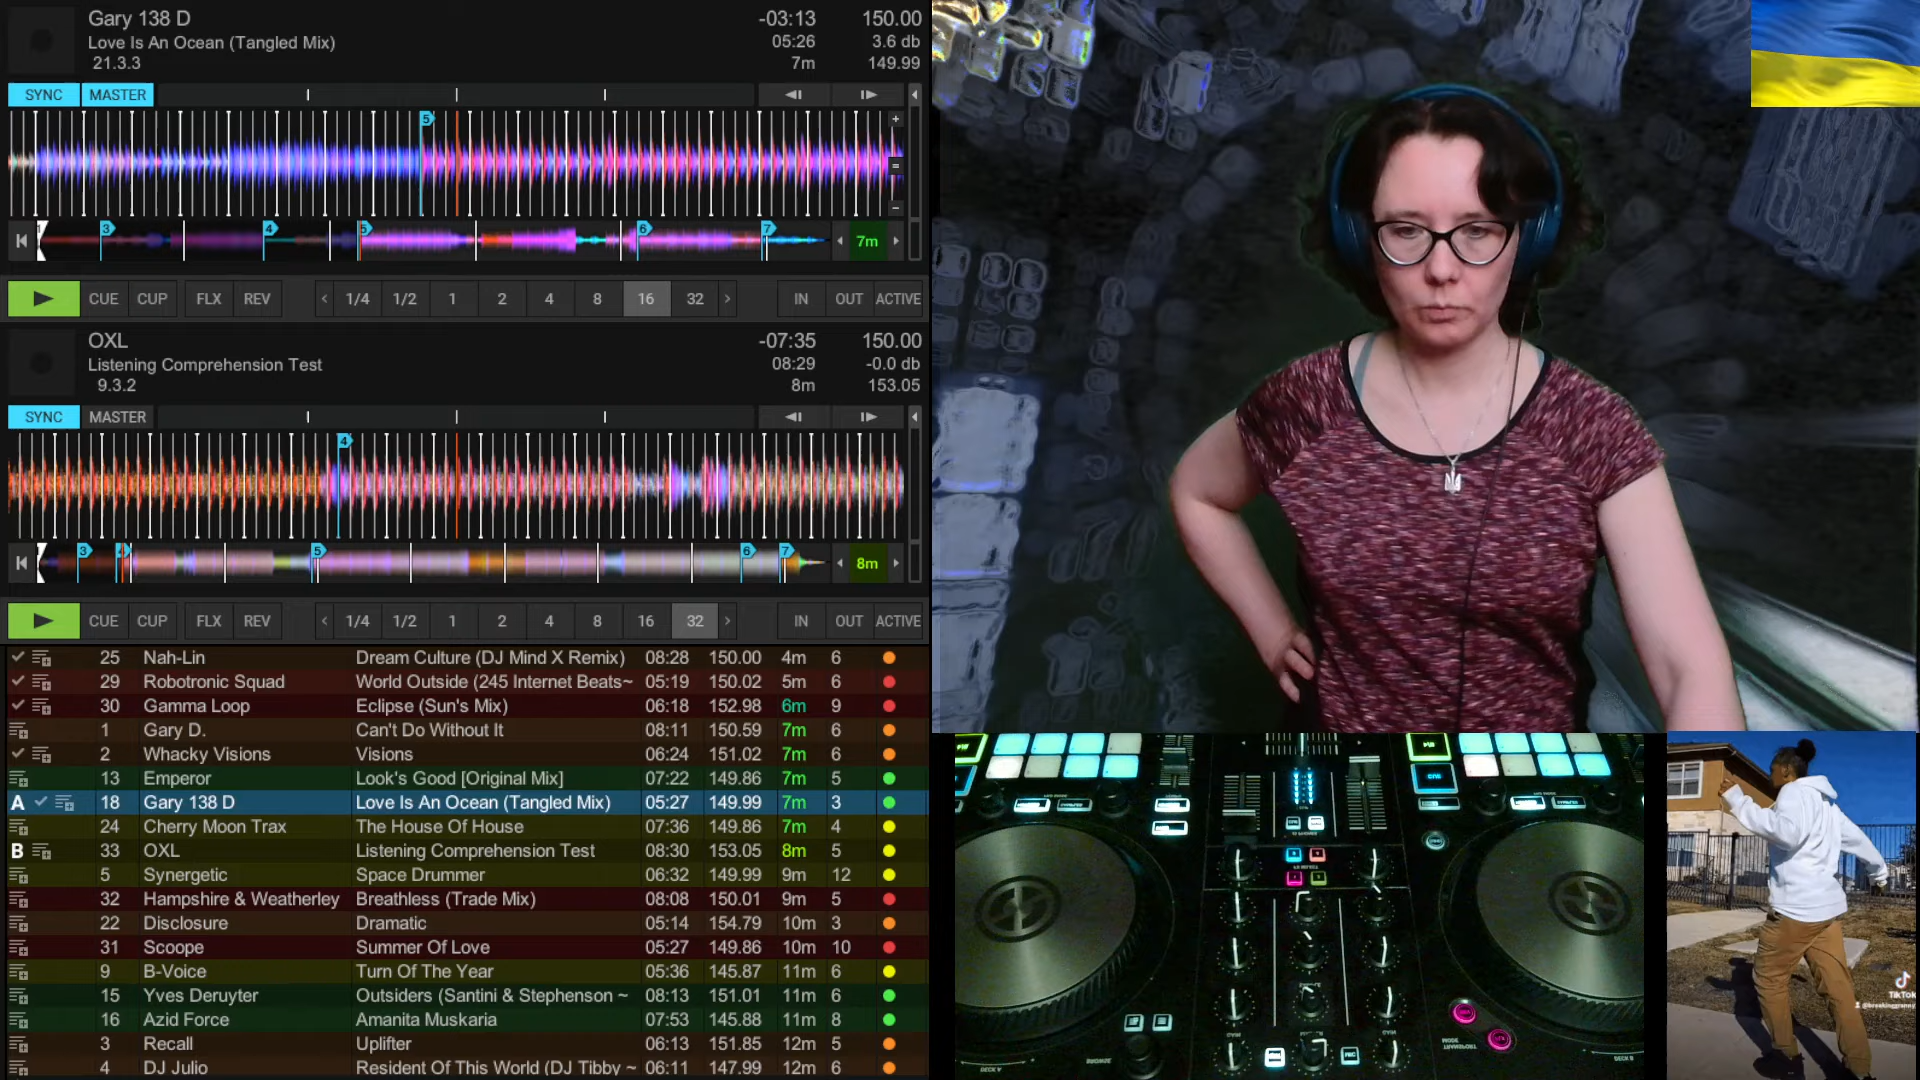 Gary 138 D -03:13 150.00
Love Is An Ocean (Tangled Mix) 05:26 3.6 db
21.3.3 7m 149.99
SYNC MASTER
5
3 4 5 6 7 7m
CUE CUP FLX REV 1/4 1/2 1 2 4 8 16 32 IN OUT ACTIVE
OXL -07:35 150.00
Listening Comprehension Test 08:29 -0.0 db
9.3.2 8m 153.05
SYNC MASTER
4
3 5 6 7 8m
CUE CUP FLX REV 1/4 1/2 1 2 4 8 16 32 IN OUT ACTIVE
25 Nah-Lin Dream Culture (DJ Mind X Remix) 08:28 150.00 4m 6
29 Robotronic Squad World Outside (245 Internet Beats~ 05:19 150.02 5m 6
30 Gamma Loop Eclipse (Sun's Mix) 06:18 152.98 6m 9
1 Gary D. Can't Do Without It 08:11 150.59 7m 6
2 Whacky Visions Visions 06:24 151.02 7m 6
13 Emperor Look's Good [Original Mix] 07:22 149.86 7m 5
A 18 Gary 138 D Love Is An Ocean (Tangled Mix) 05:27 149.99 7m 3
24 Cherry Moon Trax The House Of House 07:36 149.86 7m 4
B 33 OXL Listening Comprehension Test 08:30 153.05 8m 5
5 Synergetic Space Drummer 06:32 149.99 9m 12
32 Hampshire & Weatherley Breathless (Trade Mix) 08:08 150.01 9m 5
22 Disclosure Dramatic 05:14 154.79 10m 3
31 Scoope Summer Of Love 05:27 149.86 10m 10
9 B-Voice Turn Of The Year 05:36 145.87 11m 6
15 Yves Deruyter Outsiders (Santini & Stephenson ~ 08:13 151.01 11m 6
16 Azid Force Amanita Muskaria 07:53 145.88 11m 8
3 Recall Uplifter 06:13 151.85 12m 5
4 DJ Julio Resident Of This World (DJ Tibby ~ 06:11 147.99 12m 6
TikTok